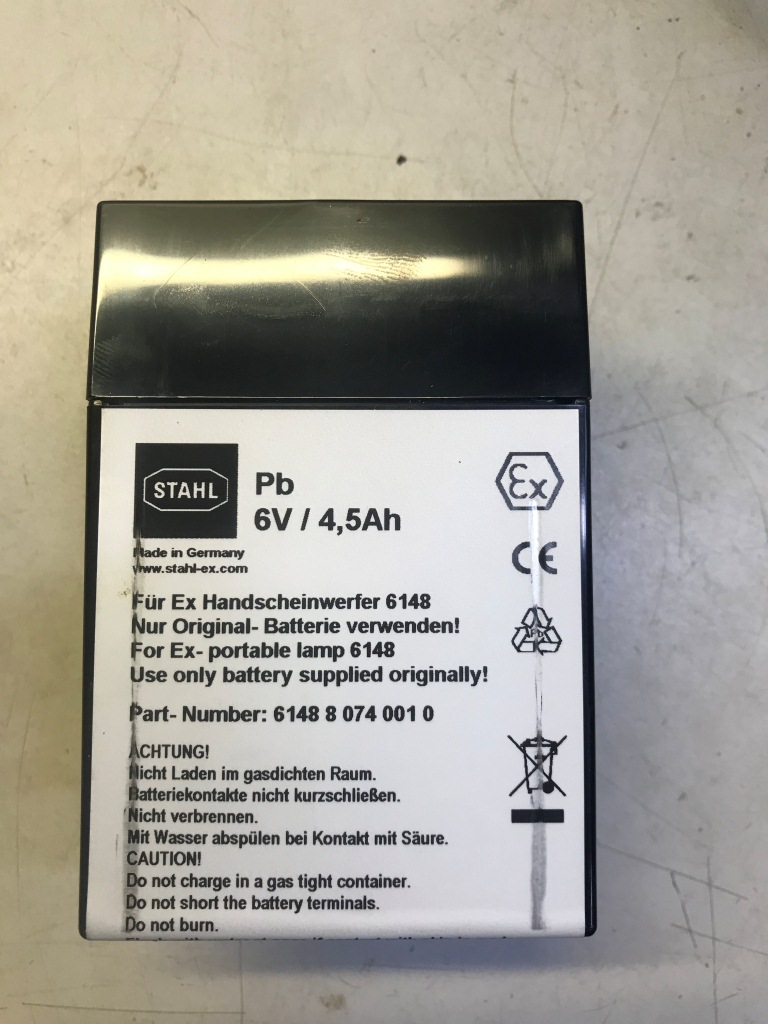 STAHL
Pb
6V / 4,5Ah
Made in Germany
www.stahl-ex.com
Ex
CE
Für Ex Handscheinwerfer 6148
Nur Original- Batterie verwenden!
For Ex- portable lamp 6148
Use only battery supplied originally!
Pb
Part- Number: 6148 8 074 001 0
ACHTUNG!
Nicht Laden im gasdichten Raum.
Batteriekontakte nicht kurzschließen.
Nicht verbrennen.
Mit Wasser abspülen bei Kontakt mit Säure.
CAUTION!
Do not charge in a gas tight container.
Do not short the battery terminals.
Do not burn.